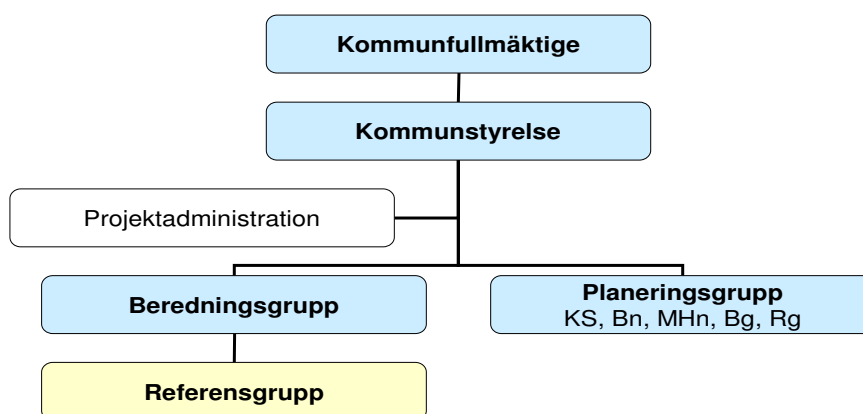 Kommunfullmäktige
Kommunstyrelse
Projektadministration
Beredningsgrupp
Planeringsgrupp
KS, Bn, MHn, Bg, Rg
Referensgrupp